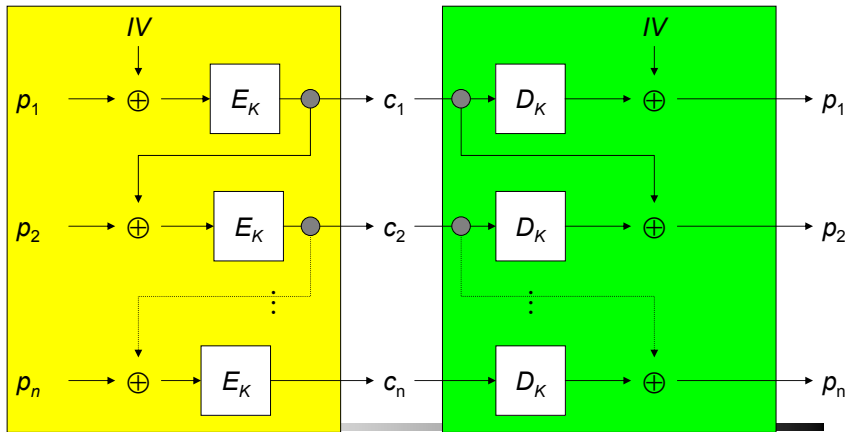 IV IV
p1 ⊕ EK c1 DK ⊕ p1
p2 ⊕ EK c2 DK ⊕ p2
⋮ ⋮
pn ⊕ EK cn DK ⊕ pn